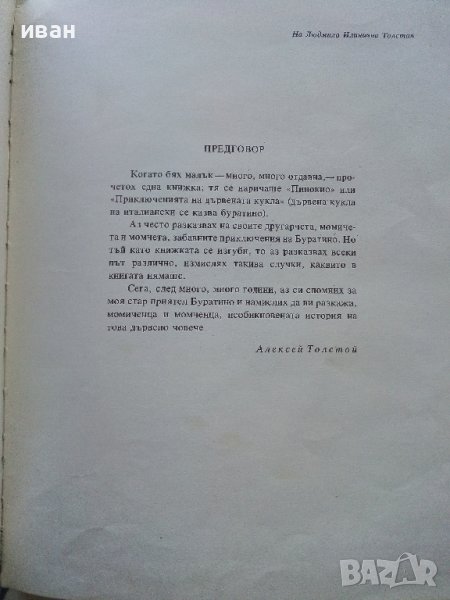 иван
На Людмила Илинична Толстая
ПРЕДГОВОР
Когато бях малък — много, много отдавна, — про-
четох една книжка; тя се наричаше «Пинокио» или
«Приключенията на дървената кукла» (дървена кукла
на италиански се казва буратино).
Аз често разказвах на своите другарчета, момиче-
та и момчета, забавните приключения на Буратино. Но
тъй като книжката се изгуби, то аз разказвах всеки
път различно, измислях такива случки, каквито в
книгата нямаше.
Сега, след много, много години, аз си спомних за
моя стар приятел Буратино и намислих да ви разкажа,
момиченца и момченца, необикновената история на
това дървено човече.
Алексей Толстой
BAZAR.bg